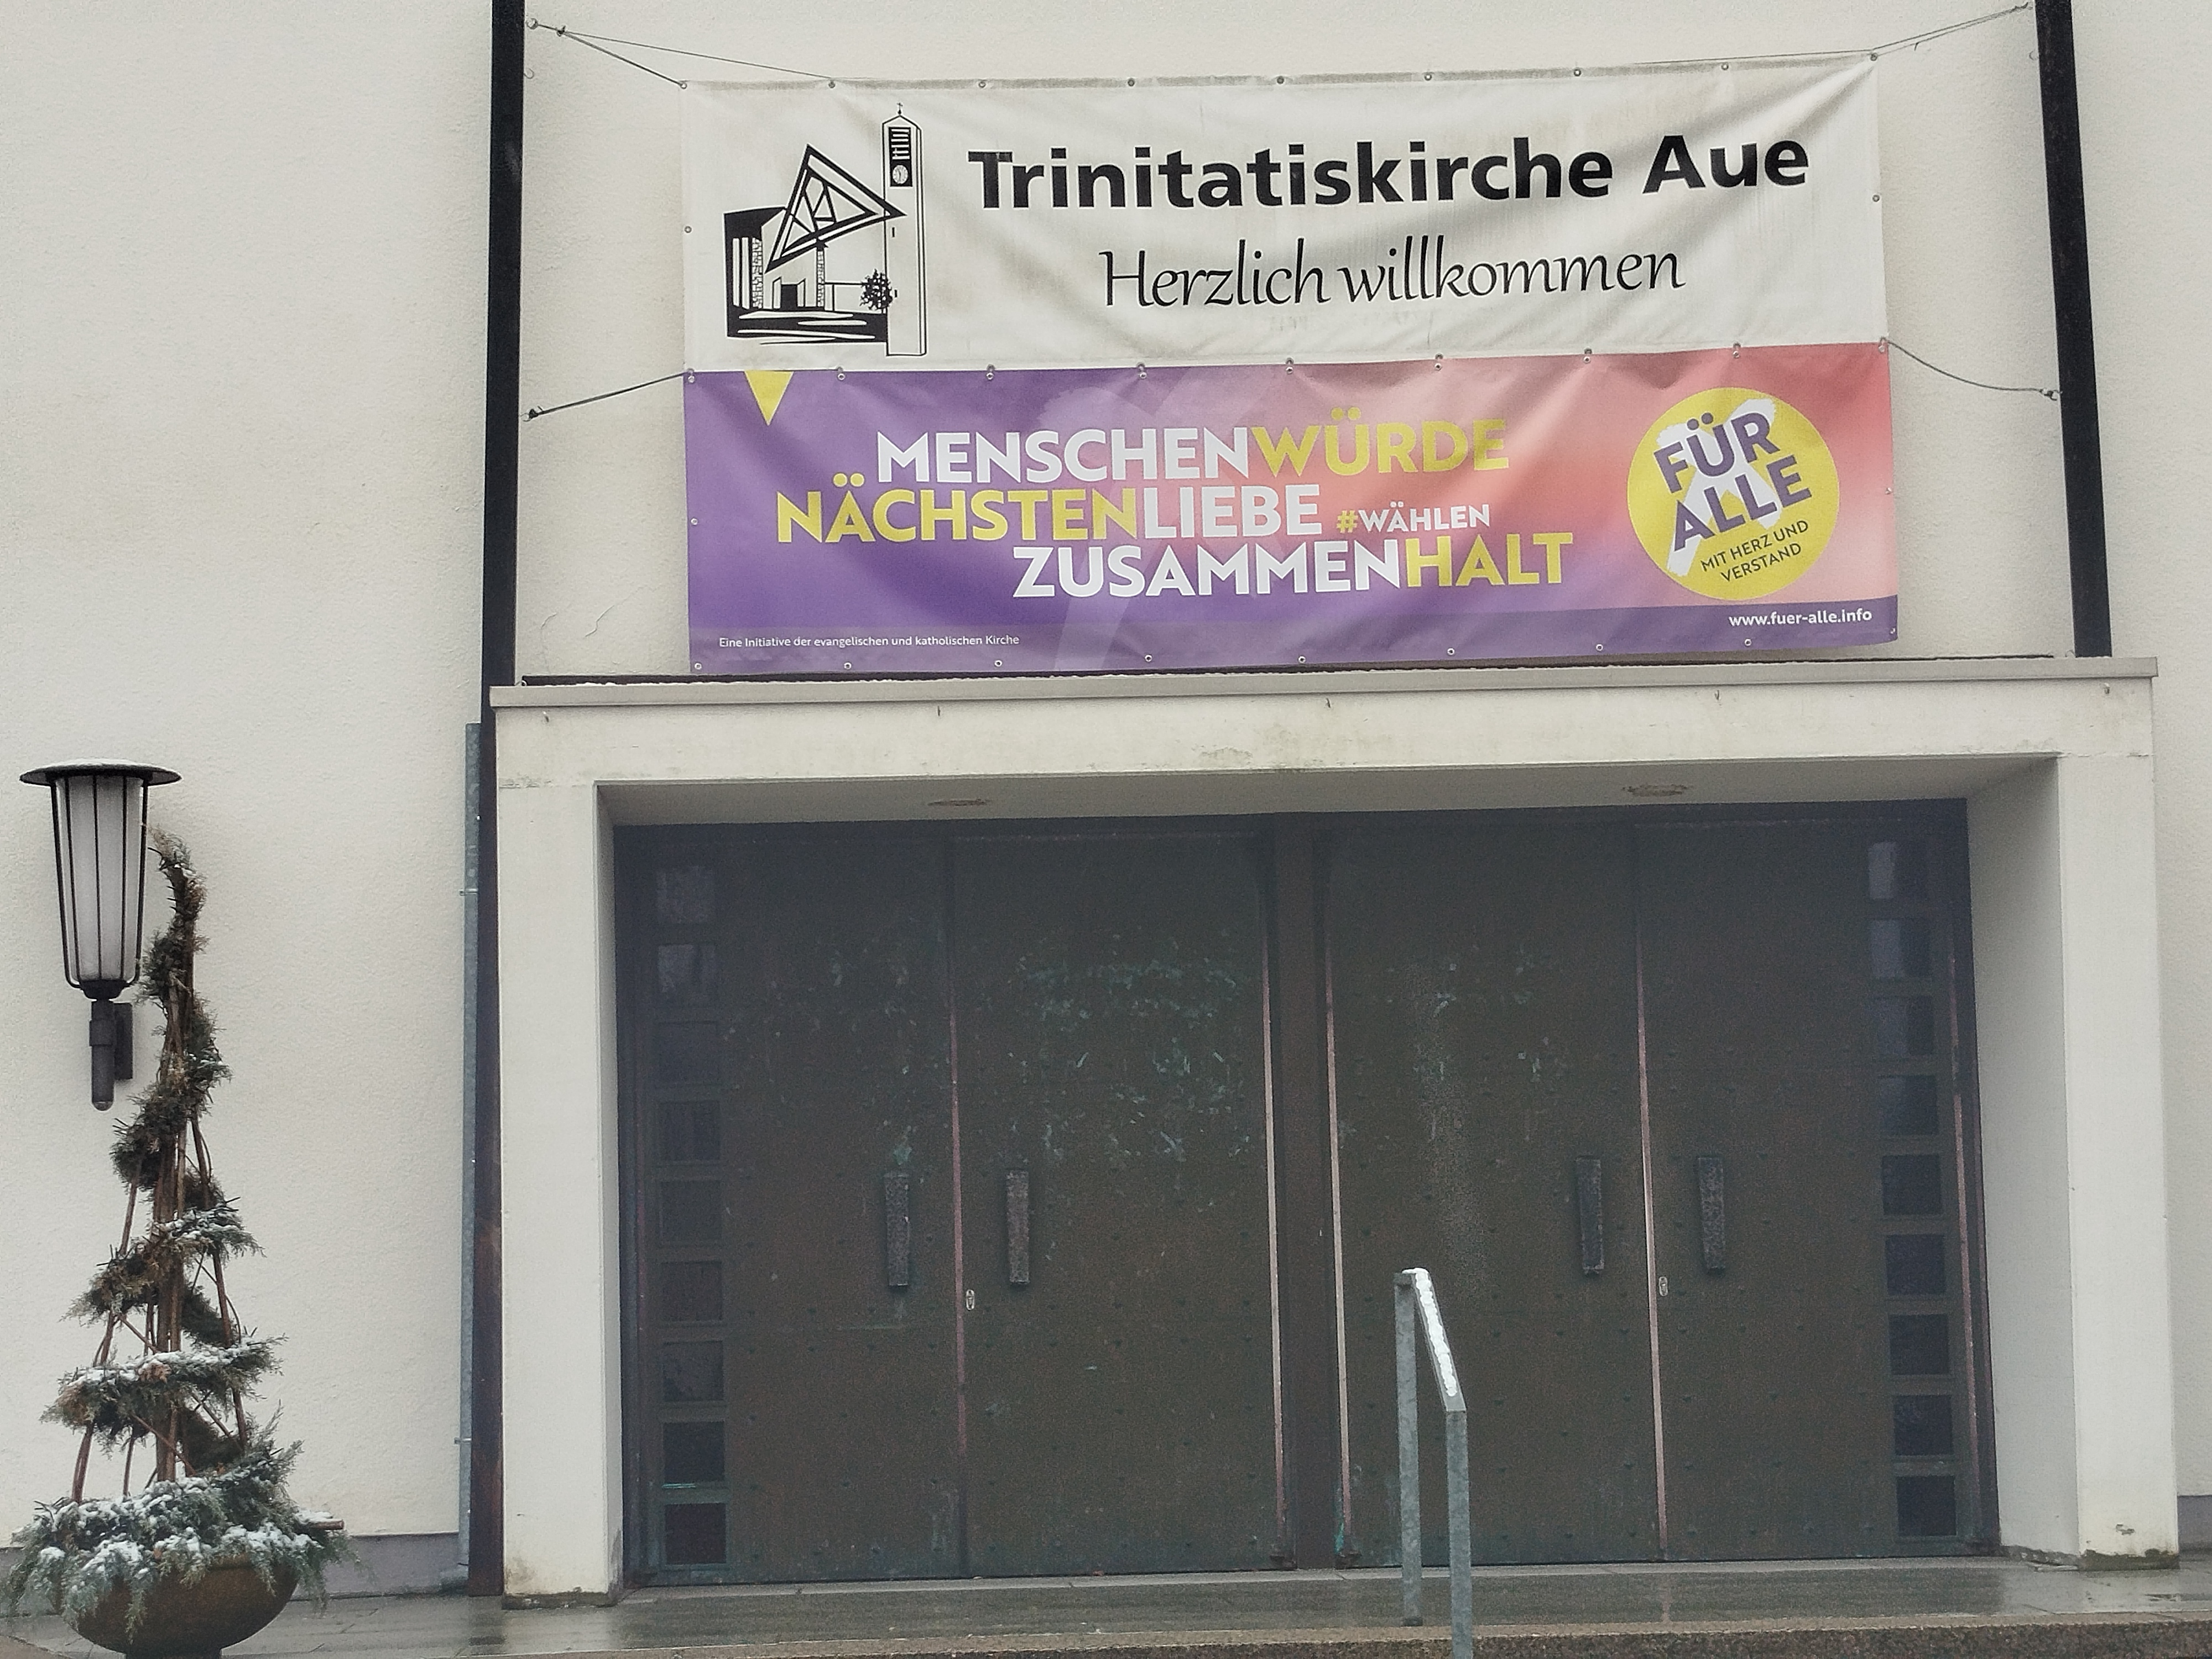 Trinitatiskirche Aue
Herzlich willkommen
MENSCHENWÜRDE
NÄCHSTENLIEBE #WÄHLEN
ZUSAMMENHALT
FÜR
ALLE
MIT HERZ UND
VERSTAND
www.fuer-alle.info
Eine Initiative der evangelischen und katholischen Kirche